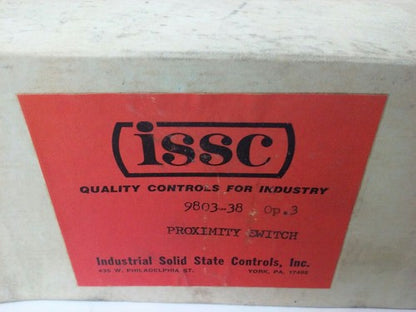 issc
QUALITY CONTROLS FOR INDUSTRY
9803-38 Op.3
PROXIMITY SWITCH
Industrial Solid State Controls, Inc.
435 W. PHILADELPHIA ST. YORK, PA. 17405